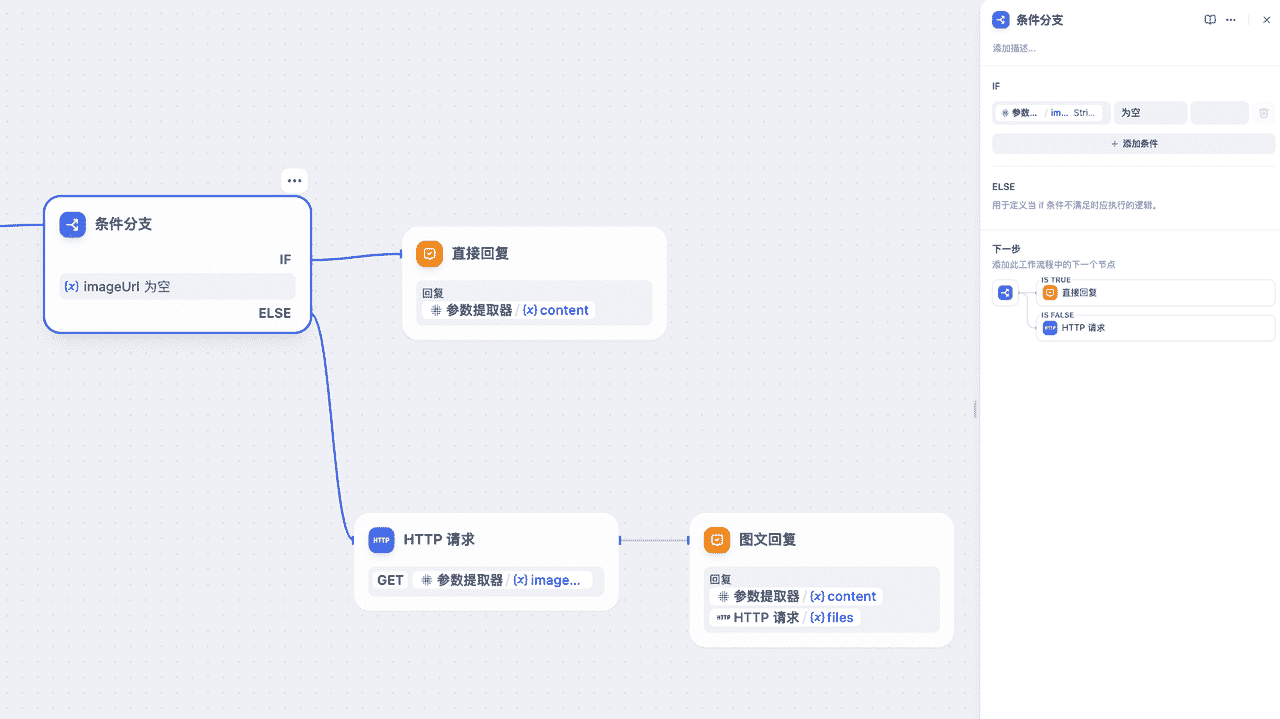 条件分支
IF
{x} imageUrl 为空
ELSE
直接回复
回复
参数提取器 / {x} content
HTTP HTTP 请求
GET 参数提取器 / {x} image...
图文回复
回复
参数提取器 / {x} content
HTTP HTTP 请求 / {x} files
条件分支
添加描述...
IF
参数... / im... Stri... 为空
+ 添加条件
ELSE
用于定义当 if 条件不满足时应执行的逻辑。
下一步
添加此工作流程中的下一个节点
IS TRUE
直接回复
IS FALSE
HTTP HTTP 请求